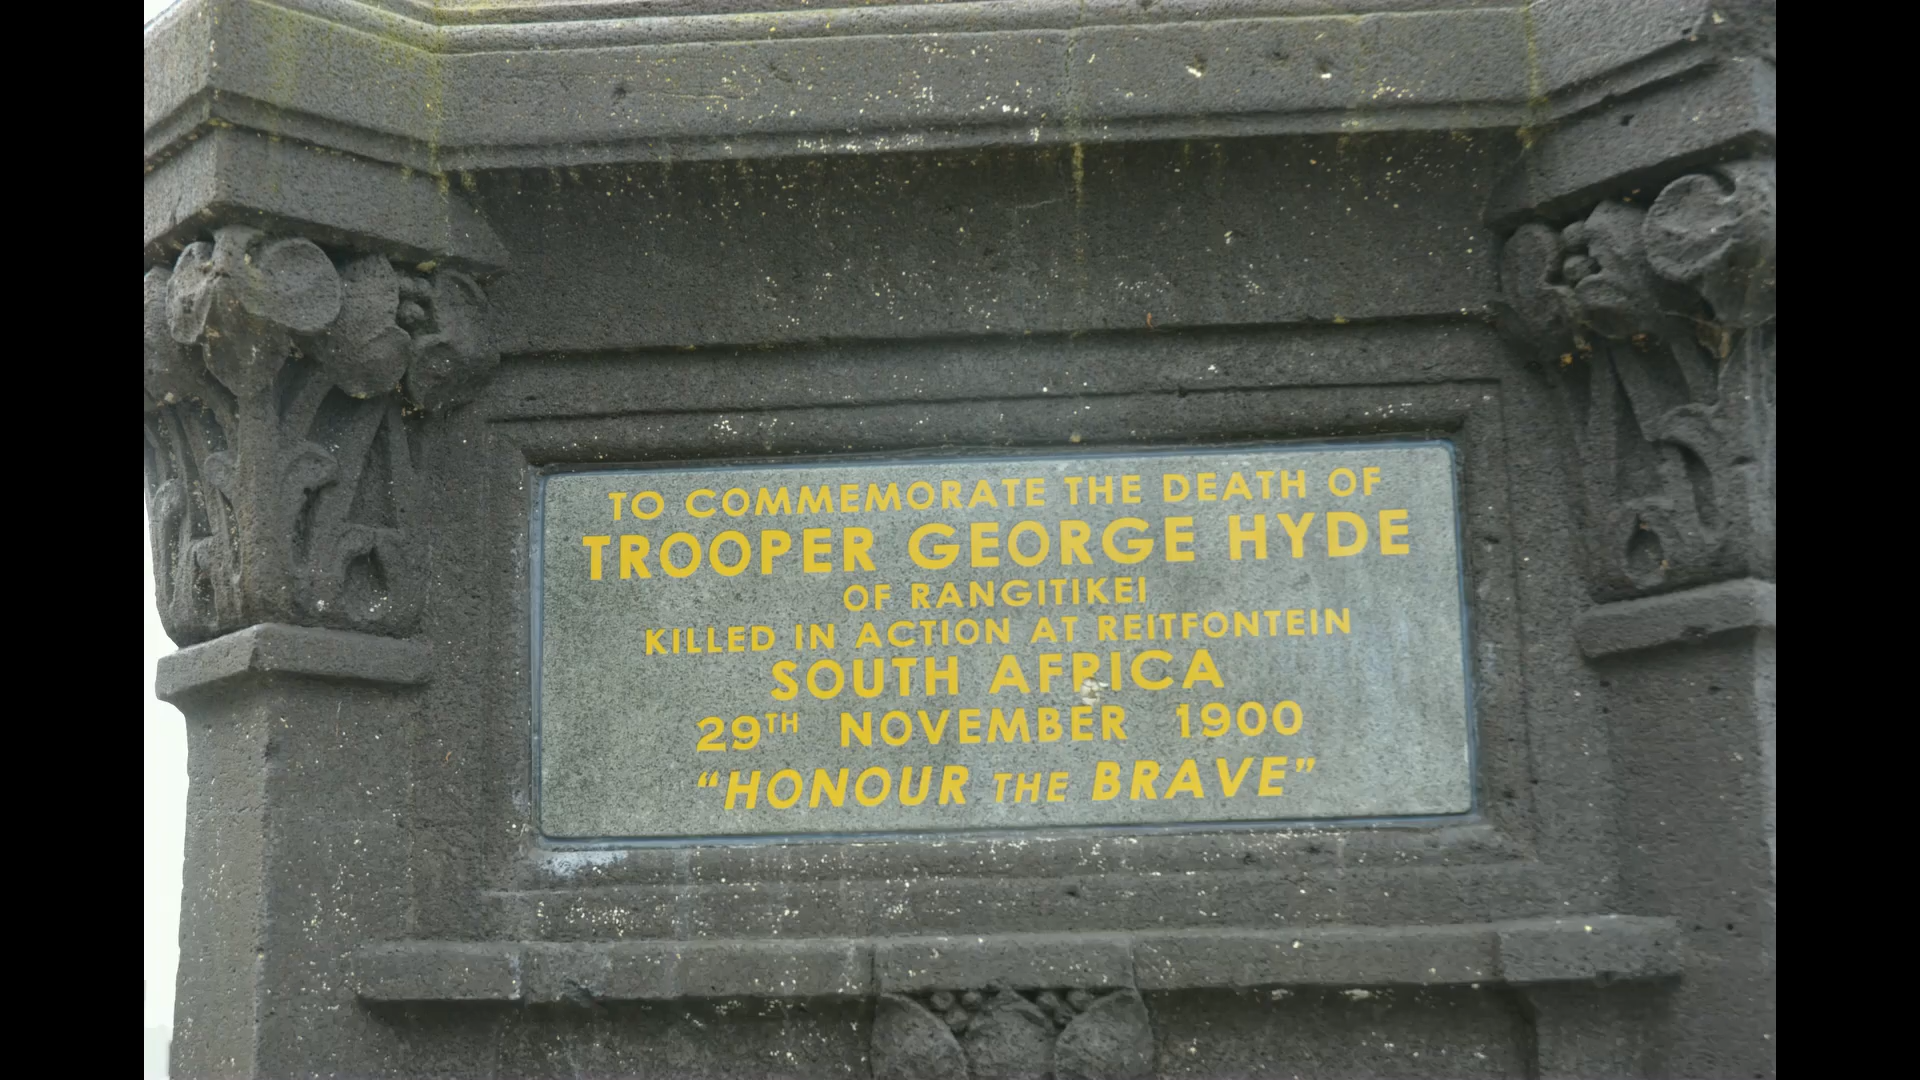 TO COMMEMORATE THE DEATH OF
TROOPER GEORGE HYDE
OF RANGITIKEI
KILLED IN ACTION AT REITFONTEIN
SOUTH AFRICA
29TH NOVEMBER 1900
“HONOUR THE BRAVE”